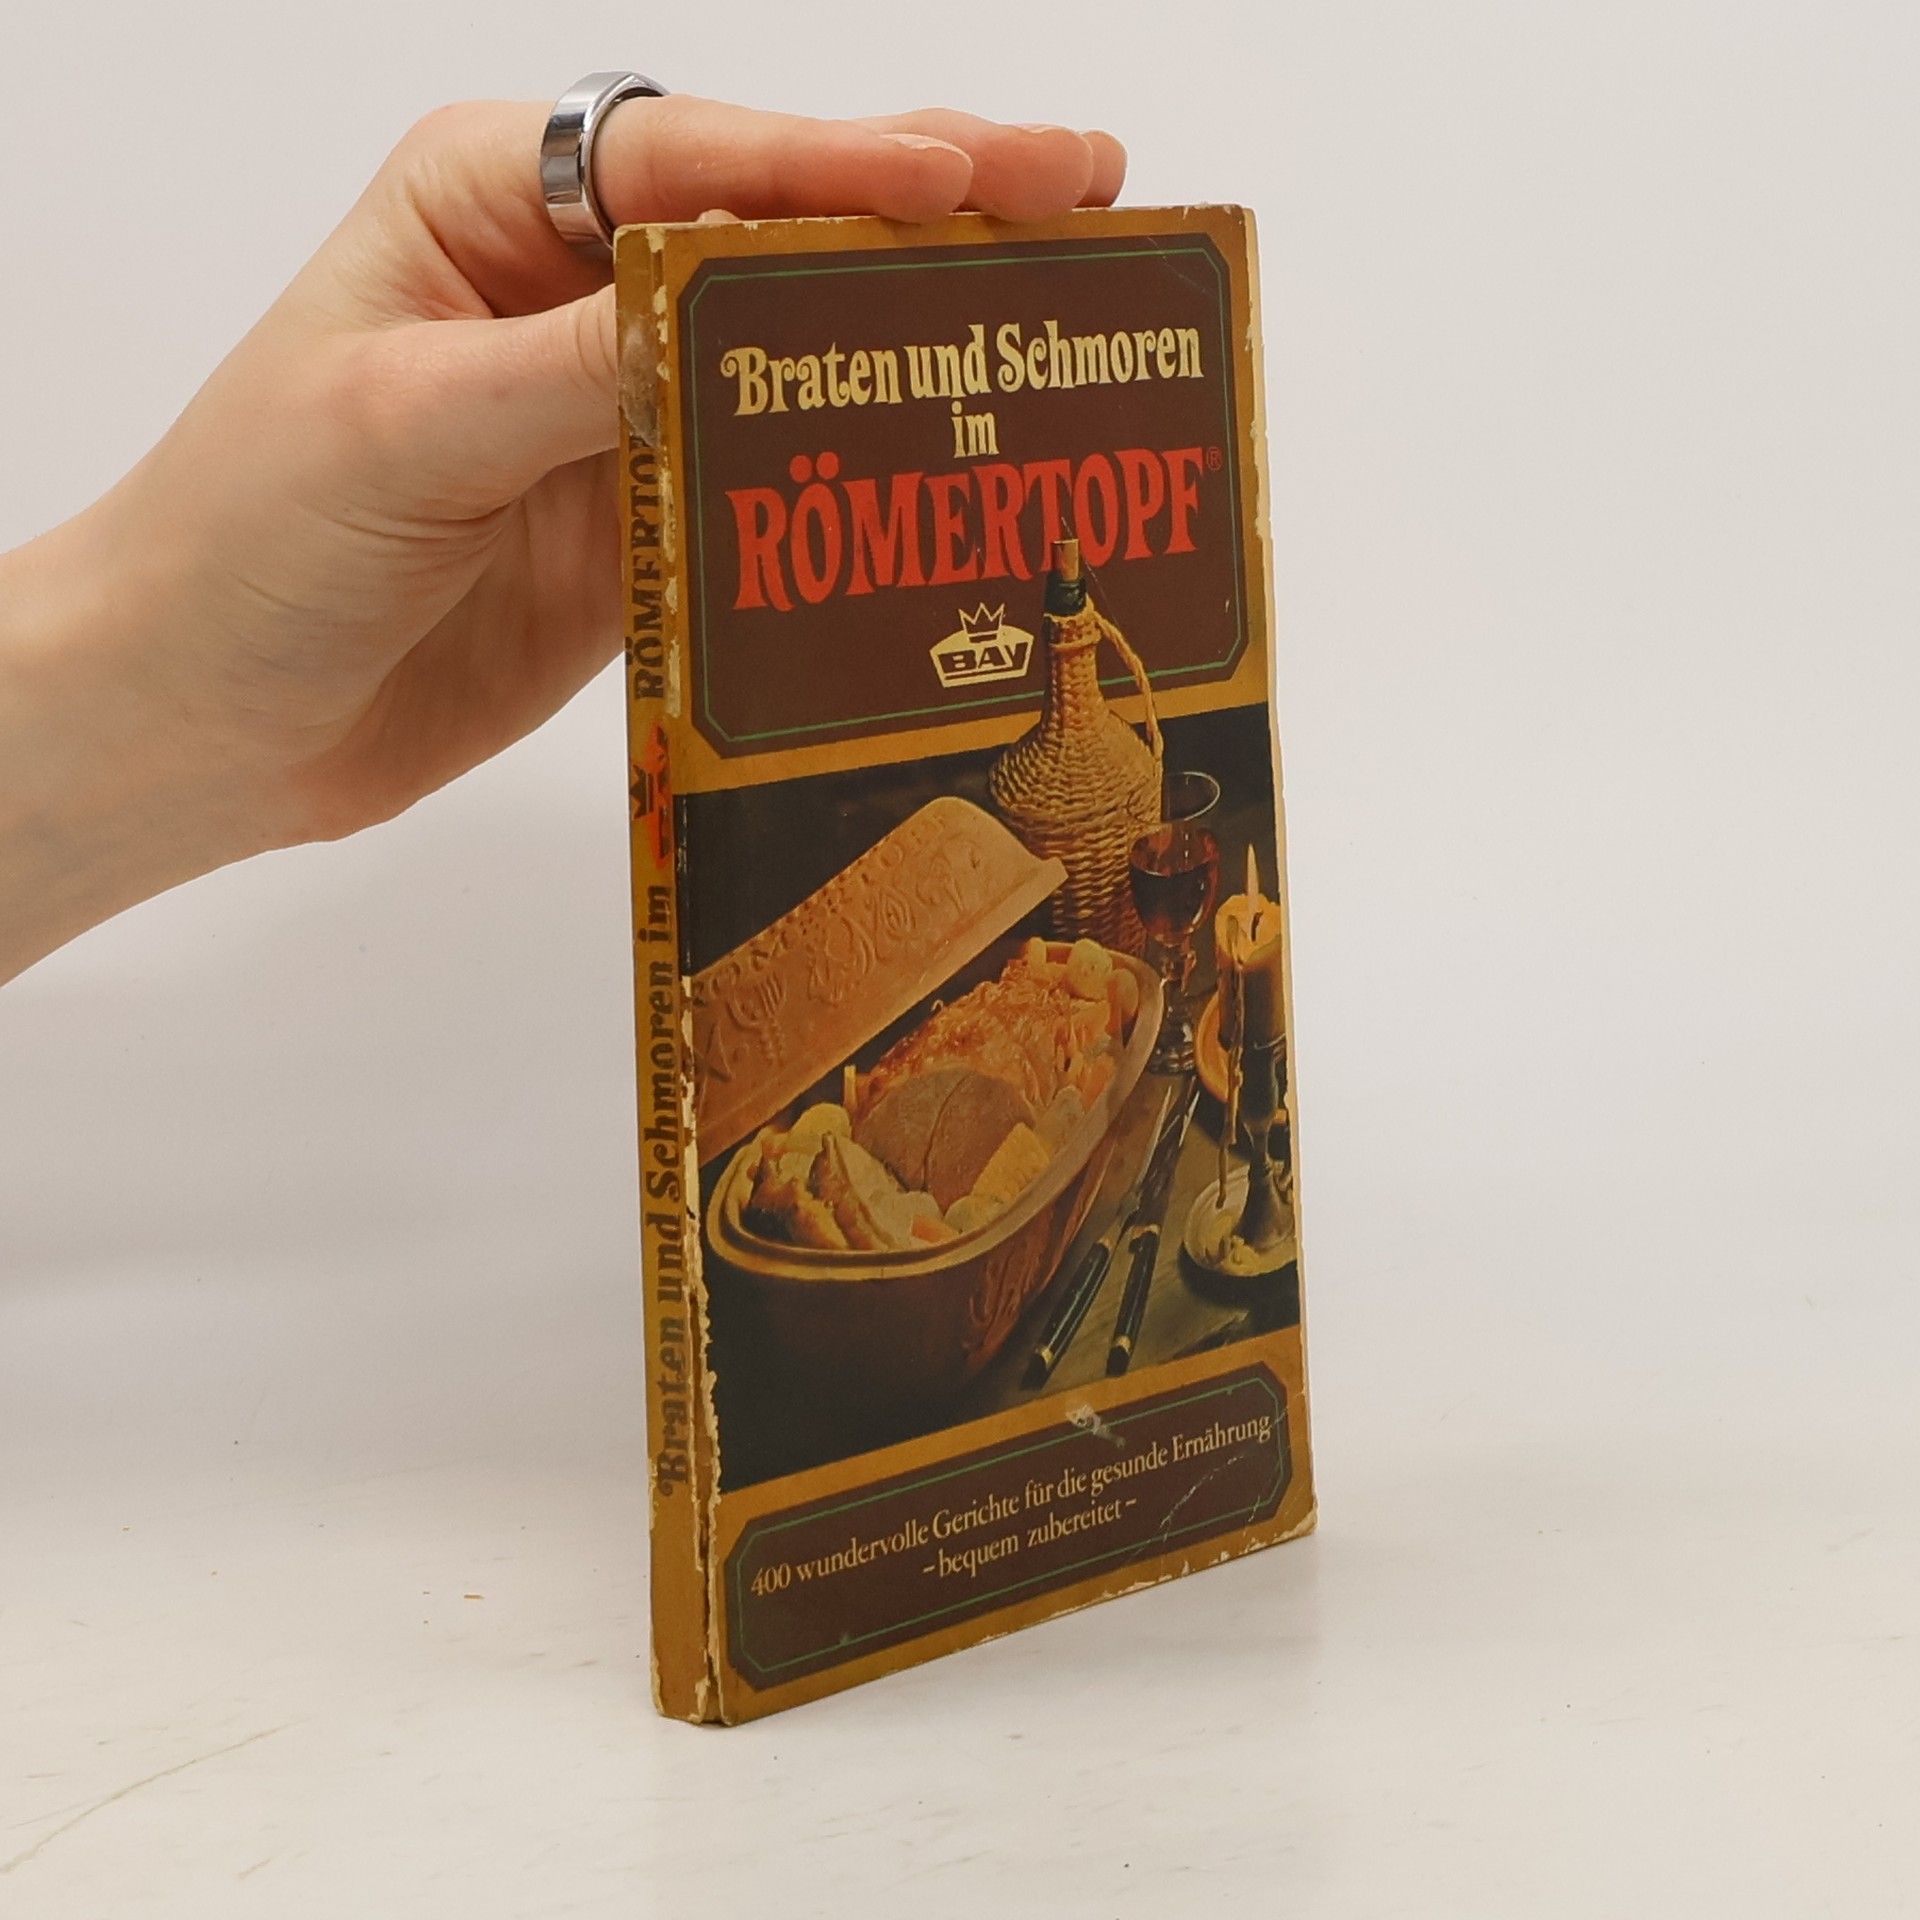 Braten und Schmoren
im
RÖMERTOPF®
BAY
400 wundervolle Gerichte für die gesunde Ernährung
- bequem zubereitet -
Braten und Schmoren im